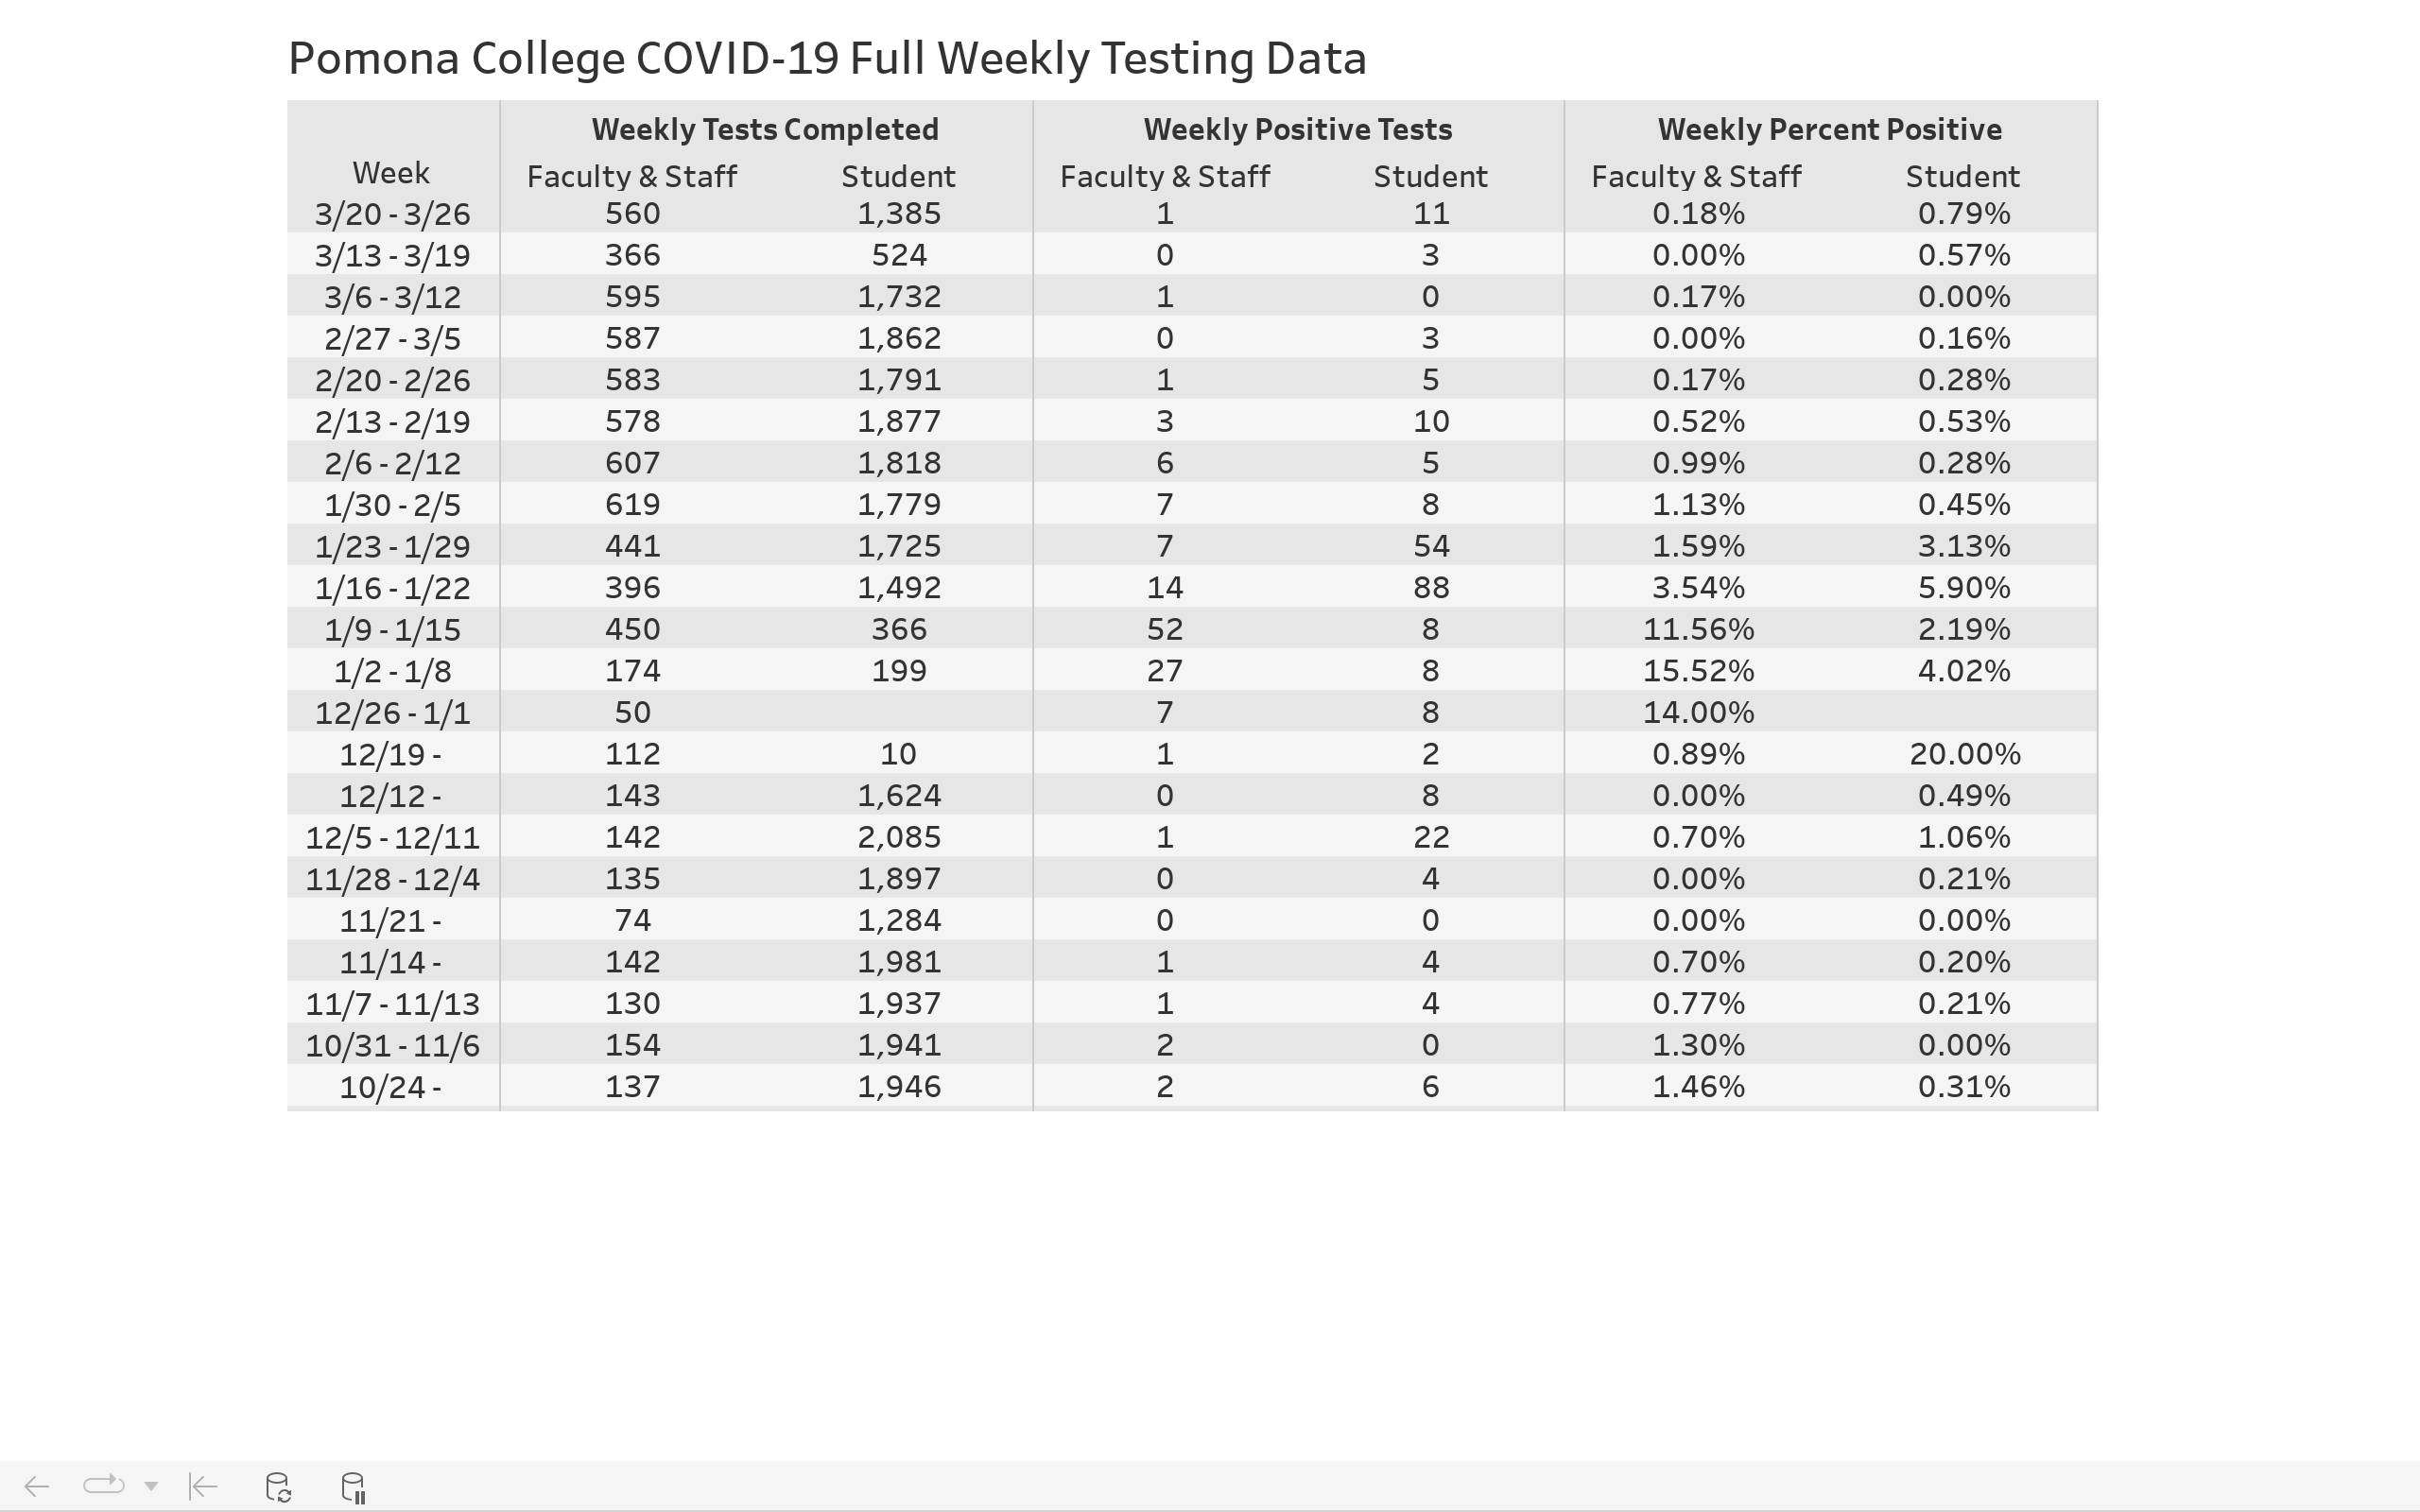 Pomona College COVID-19 Full Weekly Testing Data
Weekly Tests Completed Weekly Positive Tests Weekly Percent Positive
Week Faculty & Staff Student Faculty & Staff Student Faculty & Staff Student
3/20 - 3/26 560 1,385 1 11 0.18% 0.79%
3/13 - 3/19 366 524 0 3 0.00% 0.57%
3/6 - 3/12 595 1,732 1 0 0.17% 0.00%
2/27 - 3/5 587 1,862 0 3 0.00% 0.16%
2/20 - 2/26 583 1,791 1 5 0.17% 0.28%
2/13 - 2/19 578 1,877 3 10 0.52% 0.53%
2/6 - 2/12 607 1,818 6 5 0.99% 0.28%
1/30 - 2/5 619 1,779 7 8 1.13% 0.45%
1/23 - 1/29 441 1,725 7 54 1.59% 3.13%
1/16 - 1/22 396 1,492 14 88 3.54% 5.90%
1/9 - 1/15 450 366 52 8 11.56% 2.19%
1/2 - 1/8 174 199 27 8 15.52% 4.02%
12/26 - 1/1 50 7 8 14.00%
12/19 - 112 10 1 2 0.89% 20.00%
12/12 - 143 1,624 0 8 0.00% 0.49%
12/5 - 12/11 142 2,085 1 22 0.70% 1.06%
11/28 - 12/4 135 1,897 0 4 0.00% 0.21%
11/21 - 74 1,284 0 0 0.00% 0.00%
11/14 - 142 1,981 1 4 0.70% 0.20%
11/7 - 11/13 130 1,937 1 4 0.77% 0.21%
10/31 - 11/6 154 1,941 2 0 1.30% 0.00%
10/24 - 137 1,946 2 6 1.46% 0.31%